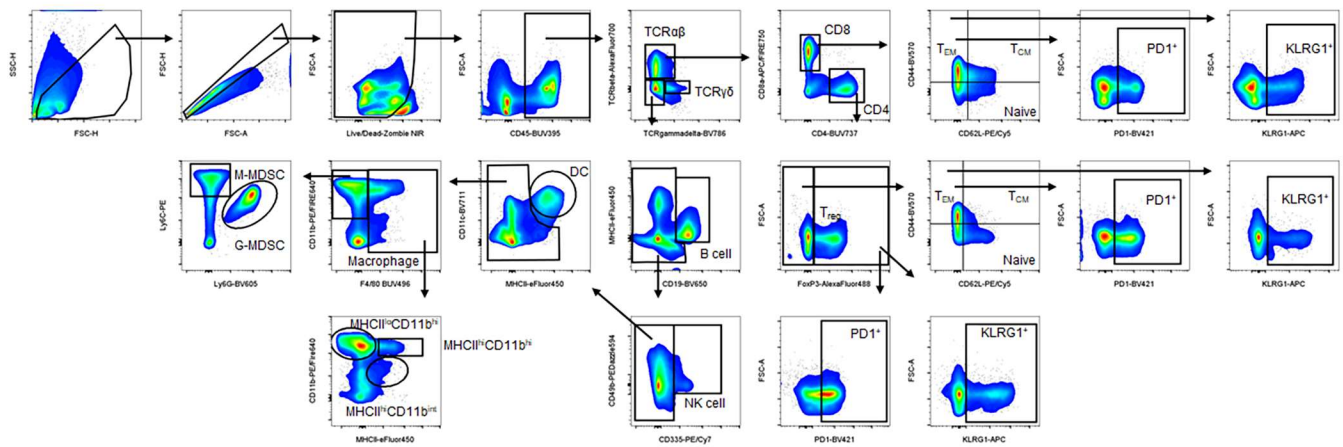 SSC-H
FSC-H
FSC-H
FSC-A
FSC-A
Live/Dead-Zombie NIR
FSC-A
CD45-BUV395
TCRbeata-AlexaFluor700
TCRαβ
TCRγδ
TCRgammadelta-BV786
CD8a-APC/FIRE750
CD8
CD4
CD4-BUV737
CD44-BV570
TEM
TCM
Naive
CD62L-PE/Cy5
FSC-A
PD1+
PD1-BV421
FSC-A
KLRG1+
KLRG1-APC
Ly6C-PE
M-MDSC
G-MDSC
Ly6G-BV605
CD11b-PE/FIRE640
Macrophage
F4/80 BUV496
CD11c-BV711
DC
MHCII-eFluor450
MHCII-eFluor450
B cell
CD19-BV650
FSC-A
Treg
FoxP3-AlexaFluor488
CD44-BV570
TEM
TCM
Naive
CD62L-PE/Cy5
FSC-A
PD1+
PD1-BV421
FSC-A
KLRG1+
KLRG1-APC
CD11b-PE/Fire640
MHCIIloCD11bhi
MHCIIhiCD11bhi
MHCIIhiCD11bint
MHCII-eFluor450
CD49b-PEDazzle594
NK cell
CD335-PE/Cy7
FSC-A
PD1+
PD1-BV421
FSC-A
KLRG1+
KLRG1-APC